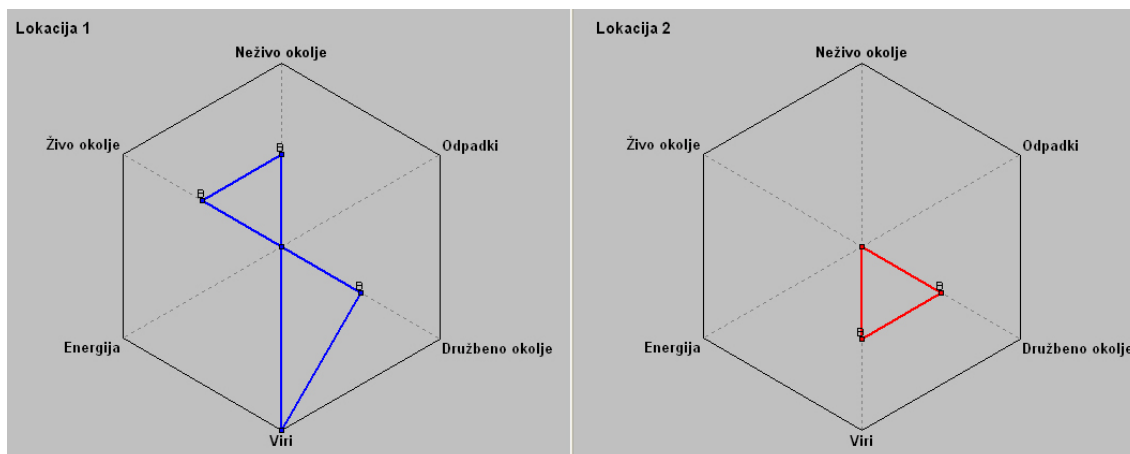 Lokacija 1
Neživo okolje
Živo okolje
Odpadki
B
B
B
Energija
Družbeno okolje
Viri
Lokacija 2
Neživo okolje
Živo okolje
Odpadki
B
B
Energija
Družbeno okolje
Viri